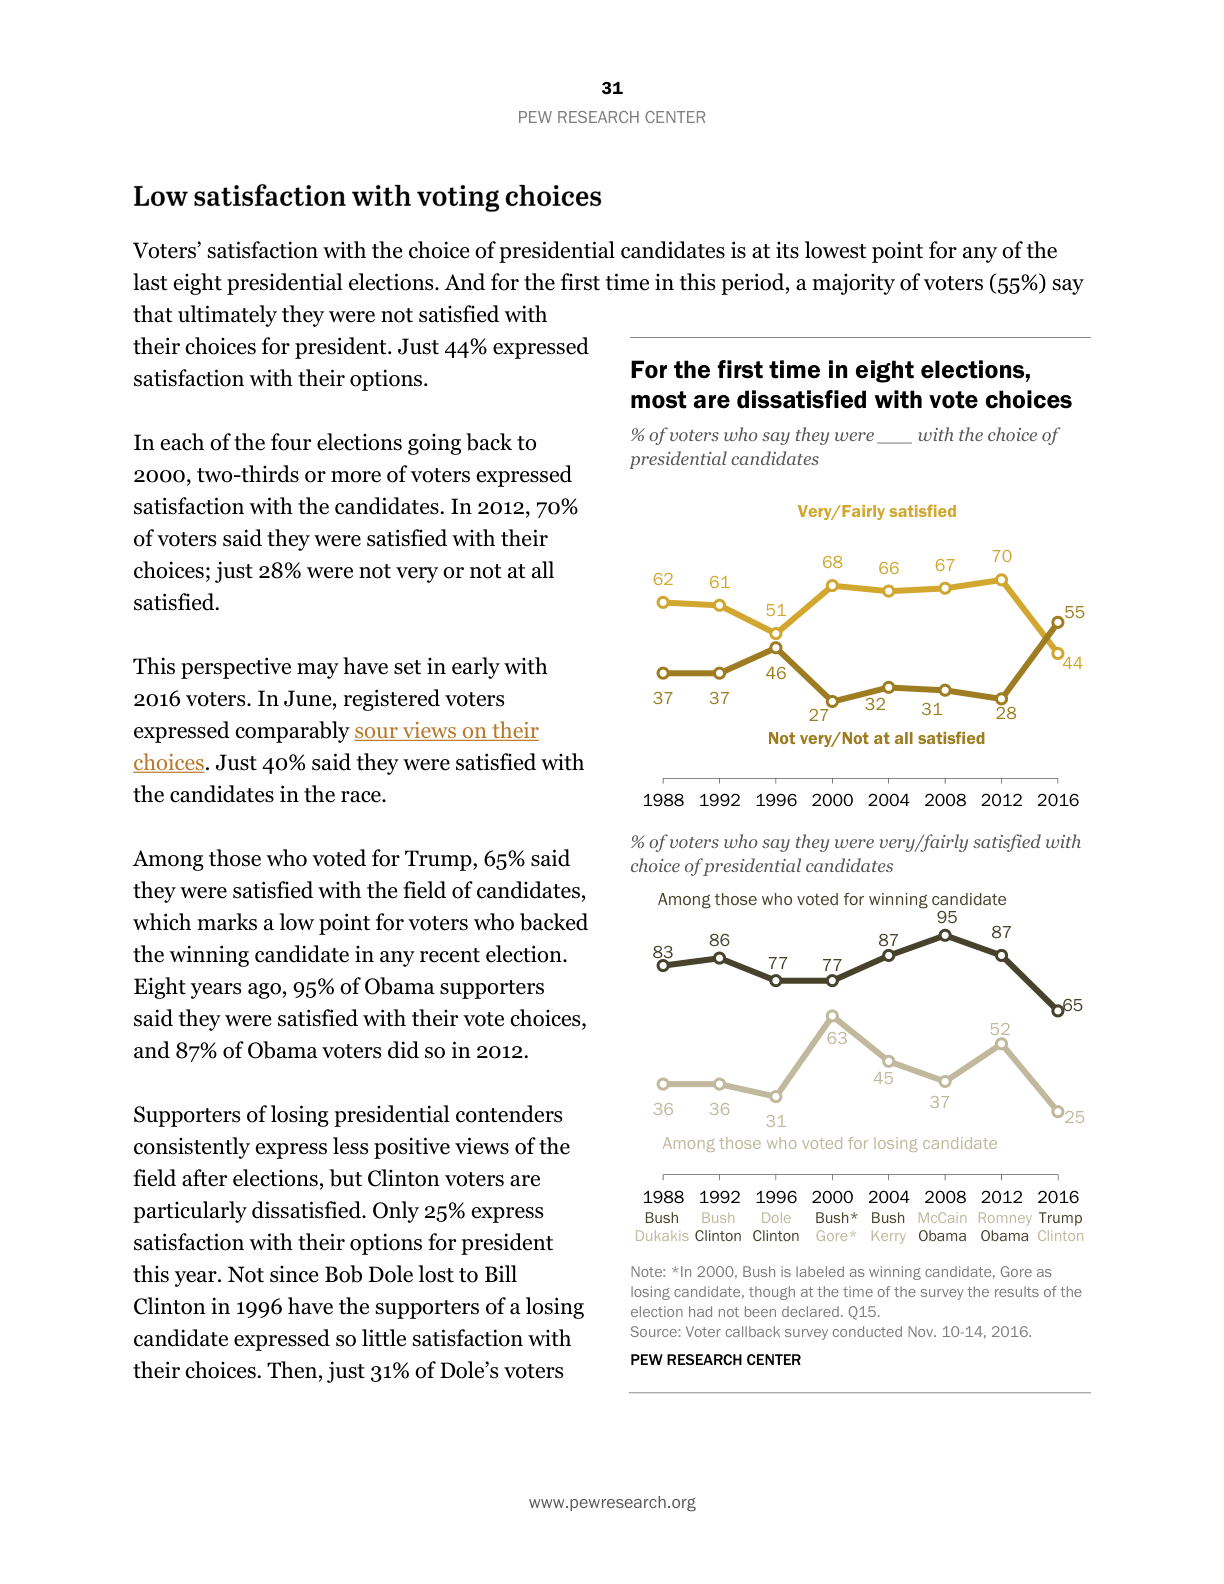 31
PEW RESEARCH CENTER
Low satisfaction with voting choices
Voters’ satisfaction with the choice of presidential candidates is at its lowest point for any of the
last eight presidential elections. And for the first time in this period, a majority of voters (55%) say
that ultimately they were not satisfied with
their choices for president. Just 44% expressed
satisfaction with their options.
In each of the four elections going back to
2000, two-thirds or more of voters expressed
satisfaction with the candidates. In 2012, 70%
of voters said they were satisfied with their
choices; just 28% were not very or not at all
satisfied.
This perspective may have set in early with
2016 voters. In June, registered voters
expressed comparably sour views on their
choices. Just 40% said they were satisfied with
the candidates in the race.
Among those who voted for Trump, 65% said
they were satisfied with the field of candidates,
which marks a low point for voters who backed
the winning candidate in any recent election.
Eight years ago, 95% of Obama supporters
said they were satisfied with their vote choices,
and 87% of Obama voters did so in 2012.
Supporters of losing presidential contenders
consistently express less positive views of the
field after elections, but Clinton voters are
particularly dissatisfied. Only 25% express
satisfaction with their options for president
this year. Not since Bob Dole lost to Bill
Clinton in 1996 have the supporters of a losing
candidate expressed so little satisfaction with
their choices. Then, just 31% of Dole’s voters
For the first time in eight elections,
most are dissatisfied with vote choices
% of voters who say they were ___ with the choice of
presidential candidates
Very/Fairly satisfied
62 61 51 68 66 67 70 44
37 37 46 27 32 31 28 55
Not very/Not at all satisfied
1988 1992 1996 2000 2004 2008 2012 2016
% of voters who say they were very/fairly satisfied with
choice of presidential candidates
Among those who voted for winning candidate
83 86 77 77 87 95 87 65
36 36 31 63 45 37 52 25
Among those who voted for losing candidate
1988 1992 1996 2000 2004 2008 2012 2016
Bush Bush Dole Bush* Bush McCain Romney Trump
Dukakis Clinton Clinton Gore* Kerry Obama Obama Clinton
Note: *In 2000, Bush is labeled as winning candidate, Gore as
losing candidate, though at the time of the survey the results of the
election had not been declared. Q15.
Source: Voter callback survey conducted Nov. 10-14, 2016.
PEW RESEARCH CENTER
www.pewresearch.org